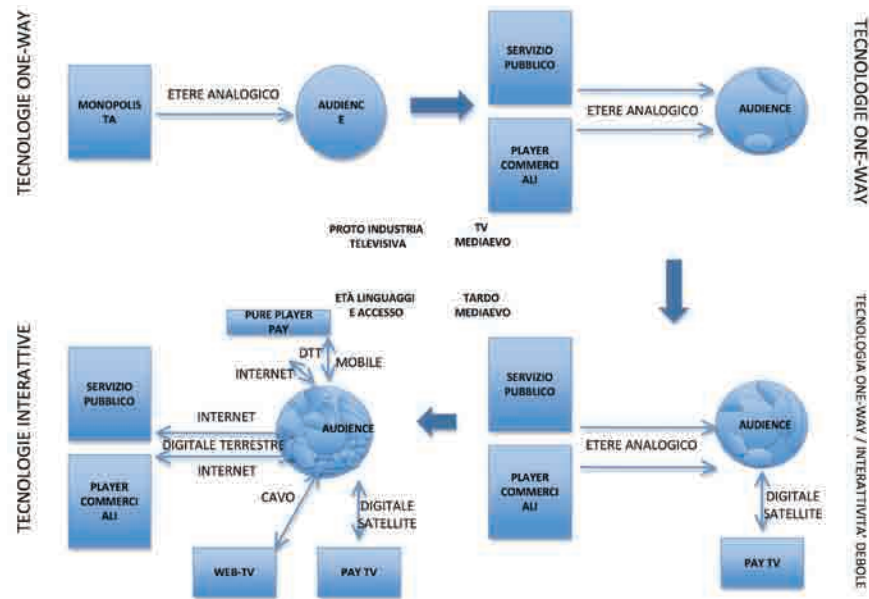 TECNOLOGIE ONE-WAY
MONOPOLIS
TA
ETERE ANALOGICO
AUDIENC
E
SERVIZIO
PUBBLICO
PLAYER
COMMERCI
ALI
ETERE ANALOGICO
AUDIENCE
TECNOLOGIE ONE-WAY
PROTO INDUSTRIA
TELEVISIVA
TV
MEDIAEVO
ETÀ LINGUAGGI
E ACCESSO
TARDO
MEDIAEVO
TECNOLOGIE INTERATTIVE
PURE PLAYER
PAY
DTT
INTERNET
MOBILE
SERVIZIO
PUBBLICO
INTERNET
DIGITALE TERRESTRE
INTERNET
AUDIENCE
PLAYER
COMMERCI
ALI
CAVO
DIGITALE
SATELLITE
WEB-TV
PAY TV
SERVIZIO
PUBBLICO
PLAYER
COMMERCI
ALI
ETERE ANALOGICO
AUDIENCE
DIGITALE
SATELLITE
PAY TV
TECNOLOGIA ONE-WAY / INTERATTIVITA' DEBOLE